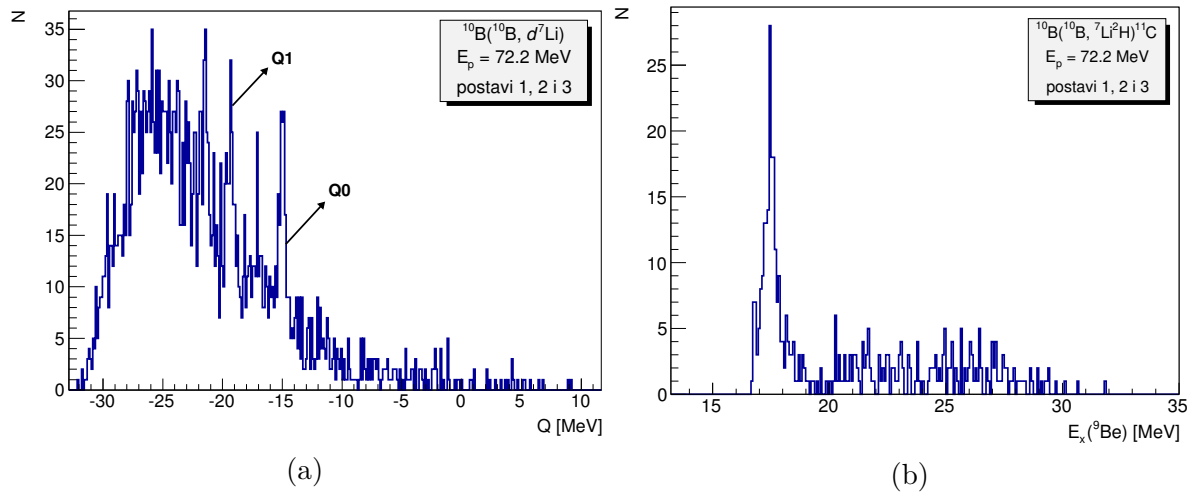 N
35
30
25
20
15
10
5
0
-30
-25
-20
-15
-10
-5
0
5
10
Q [MeV]
¹⁰B(¹⁰B, d⁷Li)
Eₚ = 72.2 MeV
postavi 1, 2 i 3
Q1
Q0
(a)
N
25
20
15
10
5
0
15
20
25
30
35
Eₓ(⁹Be) [MeV]
¹⁰B(¹⁰B, ⁷Li²H)¹¹C
Eₚ = 72.2 MeV
postavi 1, 2 i 3
(b)